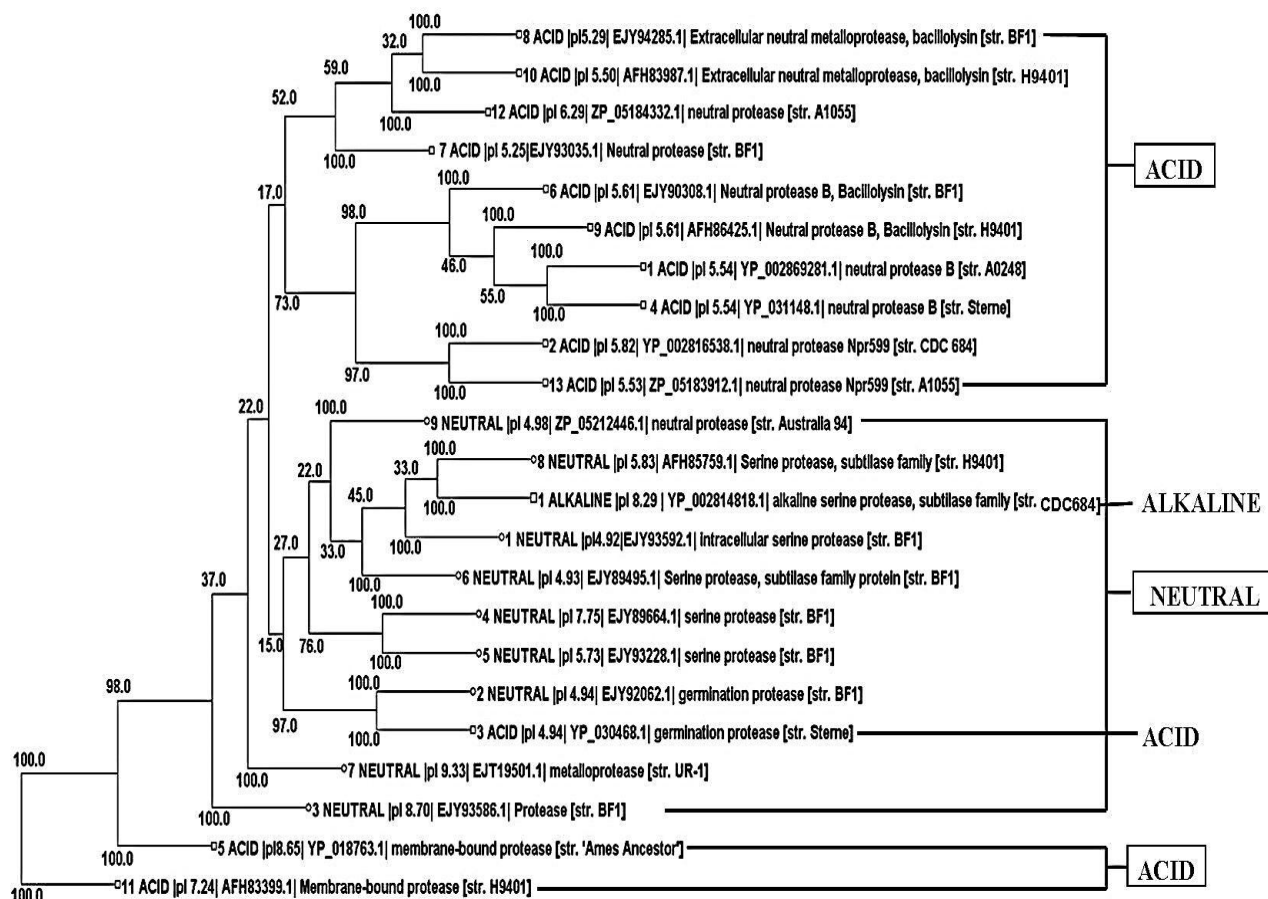 100.0
8 ACID |pI5.29| EJY94285.1| Extracellular neutral metalloprotease, bacillolysin [str. BF1]
32.0
59.0
100.0
10 ACID |pI 5.50| AFH83987.1| Extracellular neutral metalloprotease, bacillolysin [str. H9401]
52.0
12 ACID |pI 6.29| ZP_05184332.1| neutral protease [str. A1055]
100.0
7 ACID |pI 5.25|EJY93035.1| Neutral protease [str. BF1]
100.0
ACID
17.0
100.0
6 ACID |pI 5.61| EJY90308.1| Neutral protease B, Bacillolysin [str. BF1]
98.0
100.0
9 ACID |pI 5.61| AFH86425.1| Neutral protease B, Bacillolysin [str. H9401]
46.0
100.0
1 ACID |pI 5.54| YP_002869281.1| neutral protease B [str. A0248]
73.0
55.0
100.0
4 ACID |pI 5.54| YP_031148.1| neutral protease B [str. Sterne]
100.0
2 ACID |pI 5.82| YP_002816538.1| neutral protease Npr599 [str. CDC 684]
97.0
100.0
13 ACID |pI 5.53| ZP_05183912.1| neutral protease Npr599 [str. A1055]
22.0
100.0
9 NEUTRAL |pI 4.98| ZP_05212446.1| neutral protease [str. Australia 94]
22.0
33.0
100.0
8 NEUTRAL |pI 5.83| AFH85759.1| Serine protease, subtilase family [str. H9401]
45.0
100.0
1 ALKALINE |pI 8.29 | YP_002814818.1| alkaline serine protease, subtilase family [str. CDC684]
ALKALINE
27.0
33.0
100.0
1 NEUTRAL |pI4.92|EJY93592.1| intracellular serine protease [str. BF1]
37.0
100.0
6 NEUTRAL |pI 4.93| EJY89495.1| Serine protease, subtilase family protein [str. BF1]
NEUTRAL
100.0
4 NEUTRAL |pI 7.75| EJY89664.1| serine protease [str. BF1]
15.0
76.0
100.0
5 NEUTRAL |pI 5.73| EJY93228.1| serine protease [str. BF1]
98.0
100.0
2 NEUTRAL |pI 4.94| EJY92062.1| germination protease [str. BF1]
97.0
100.0
3 ACID |pI 4.94| YP_030468.1| germination protease [str. Sterne]
ACID
100.0
100.0
7 NEUTRAL |pI 9.33| EJT19501.1| metalloprotease [str. UR-1]
100.0
3 NEUTRAL |pI 8.70| EJY93586.1| Protease [str. BF1]
100.0
5 ACID |pI8.65| YP_018763.1| membrane-bound protease [str. 'Ames Ancestor']
ACID
100.0
11 ACID |pI 7.24| AFH83399.1| Membrane-bound protease [str. H9401]